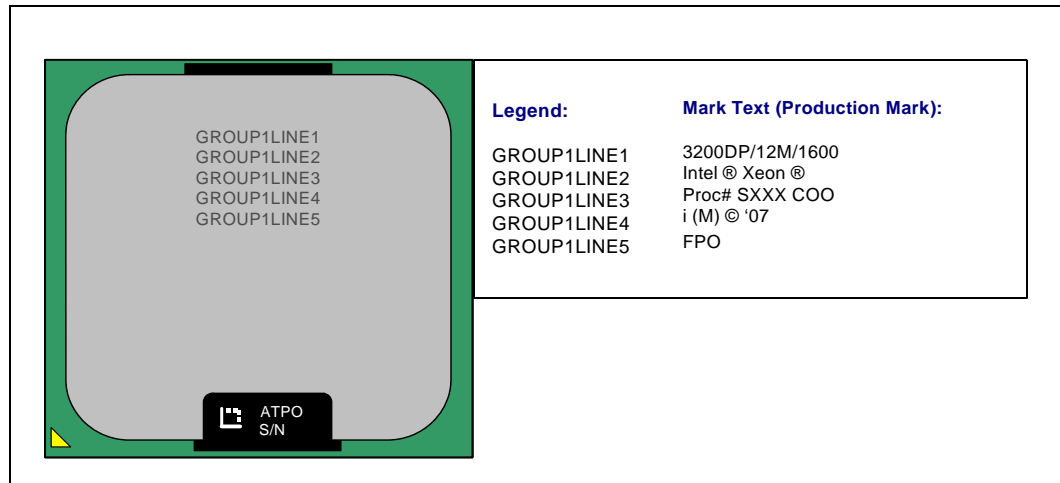 GROUP1LINE1
GROUP1LINE2
GROUP1LINE3
GROUP1LINE4
GROUP1LINE5
ATPO
S/N
Legend:
GROUP1LINE1
GROUP1LINE2
GROUP1LINE3
GROUP1LINE4
GROUP1LINE5
Mark Text (Production Mark):
3200DP/12M/1600
Intel ® Xeon ®
Proc# SXXX COO
i (M) © ‘07
FPO